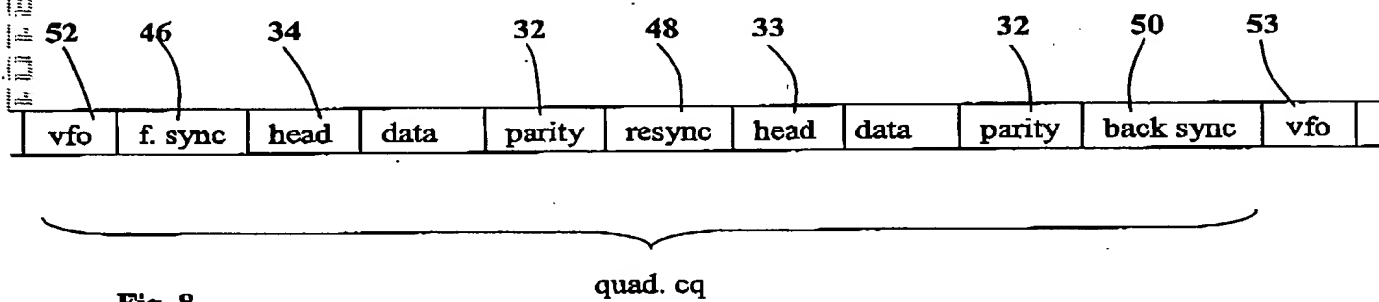 52 46 34 32 48 33 32 50 53
vfo f. sync head data parity resync head data parity back sync vfo
quad. cq
Fig. 8